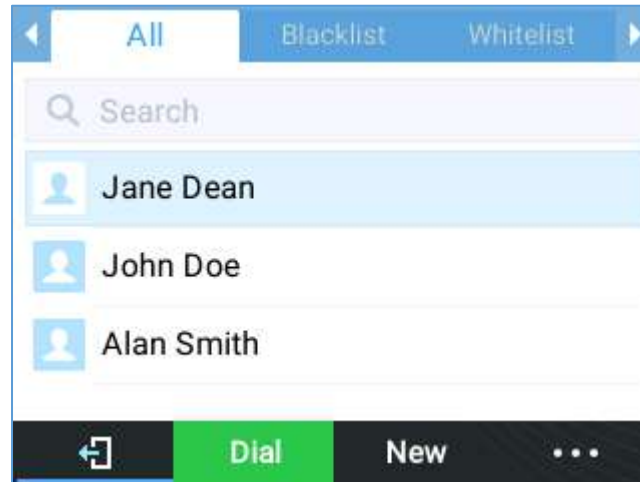 All Blacklist Whitelist
Search
Jane Dean
John Doe
Alan Smith
Dial New ...